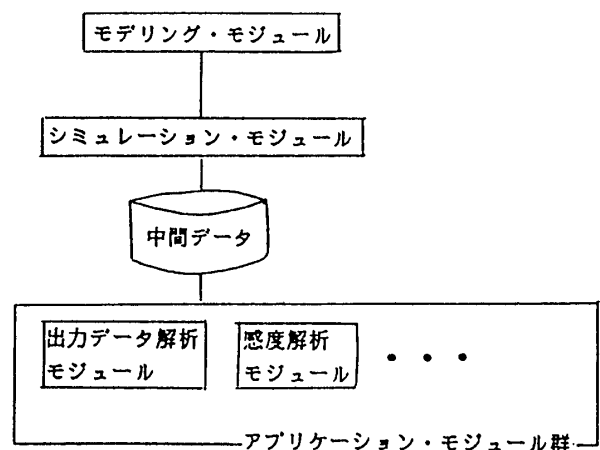 モデリング・モジュール
シミュレーション・モジュール
中間データ
出力データ解析
モジュール
感度解析
モジュール
・・・
アプリケーション・モジュール群